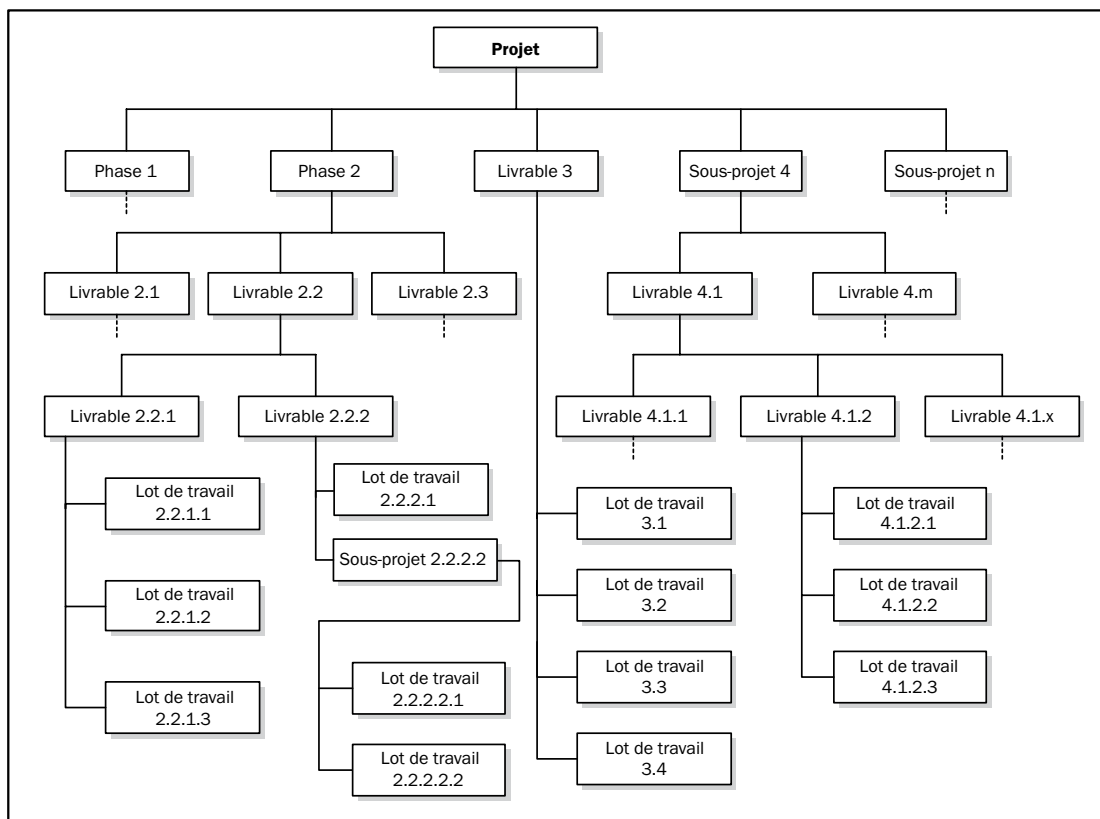 Projet
Phase 1
Phase 2
Livrable 3
Sous-projet 4
Sous-projet n
Livrable 2.1
Livrable 2.2
Livrable 2.3
Livrable 4.1
Livrable 4.m
Livrable 2.2.1
Livrable 2.2.2
Livrable 4.1.1
Livrable 4.1.2
Livrable 4.1.x
Lot de travail
2.2.1.1
Lot de travail
2.2.1.2
Lot de travail
2.2.1.3
Lot de travail
2.2.2.1
Sous-projet 2.2.2.2
Lot de travail
2.2.2.2.1
Lot de travail
2.2.2.2.2
Lot de travail
3.1
Lot de travail
3.2
Lot de travail
3.3
Lot de travail
3.4
Lot de travail
4.1.2.1
Lot de travail
4.1.2.2
Lot de travail
4.1.2.3